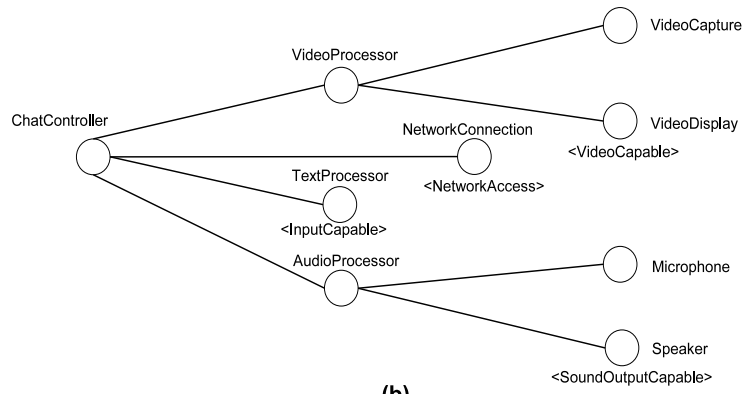 VideoCapture
VideoProcessor
ChatController
VideoDisplay
NetworkConnection
<VideoCapable>
TextProcessor
<NetworkAccess>
<InputCapable>
AudioProcessor
Microphone
Speaker
<SoundOutputCapable>
(b)